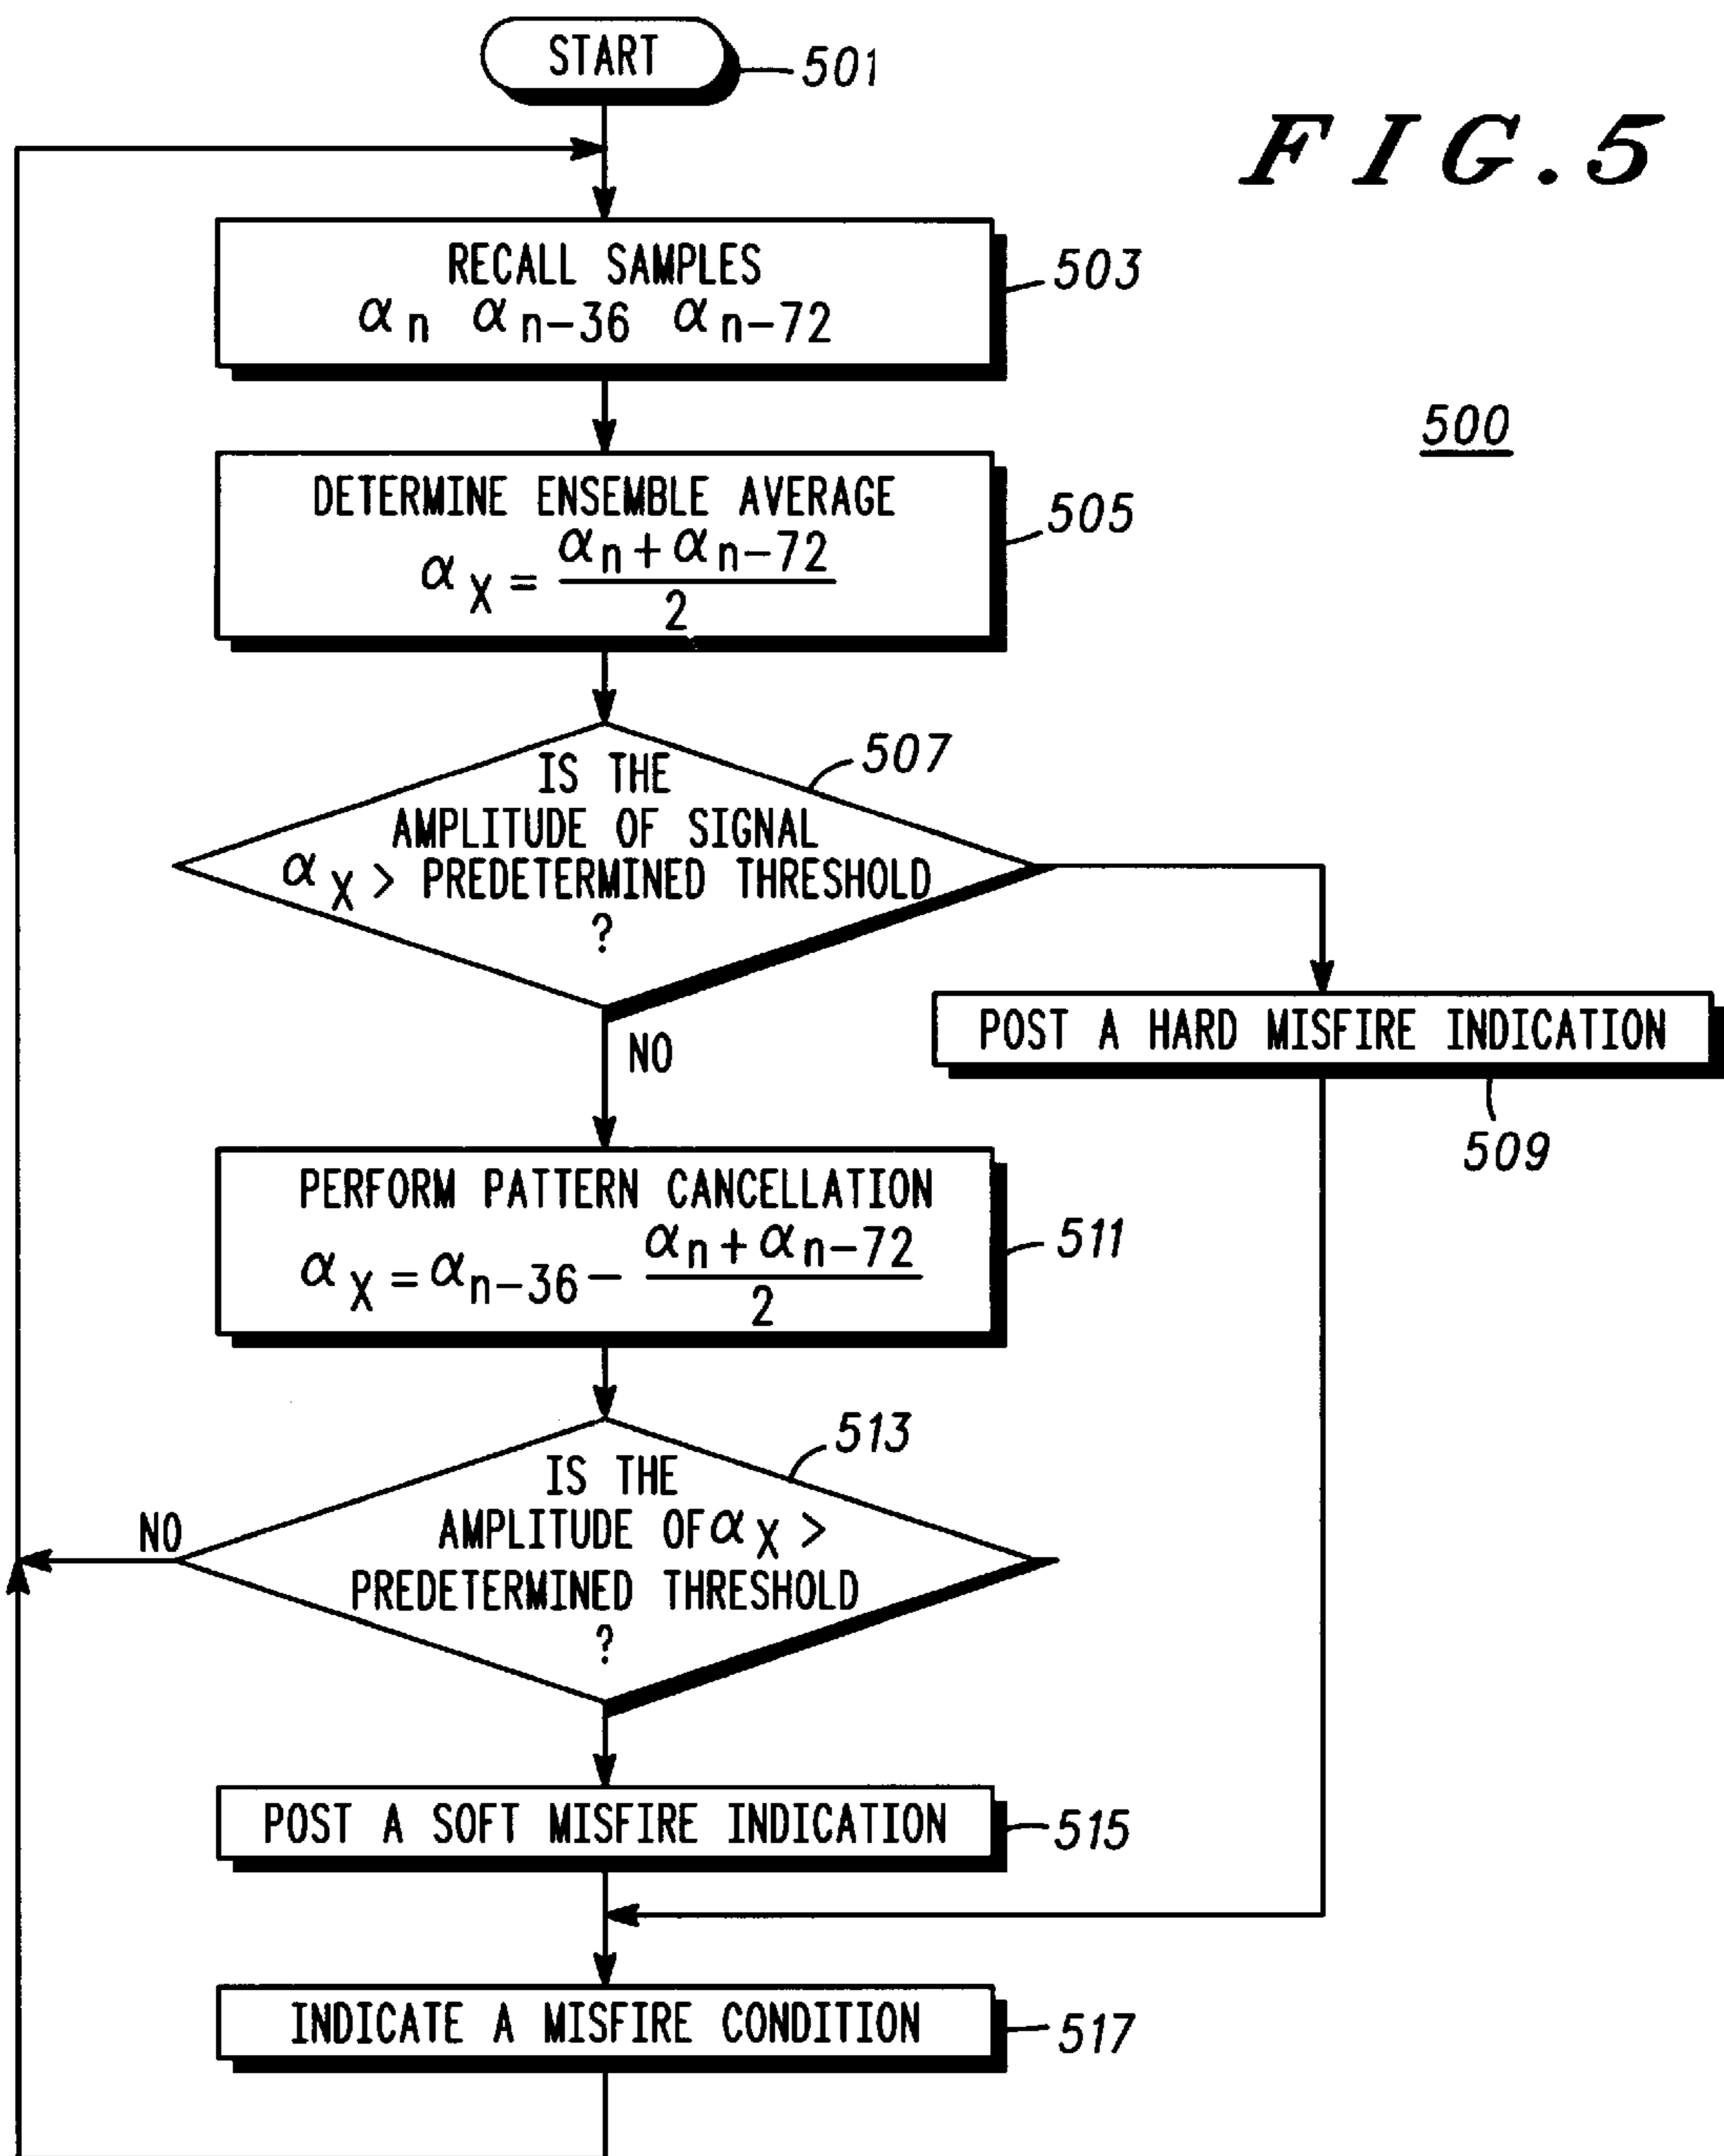 START
501
FIG.5
RECALL SAMPLES
αn αn-36 αn-72
503
500
DETERMINE ENSEMBLE AVERAGE
αX = (αn + αn-72) / 2
505
IS THE
AMPLITUDE OF SIGNAL
αX > PREDETERMINED THRESHOLD
?
507
NO
POST A HARD MISFIRE INDICATION
509
PERFORM PATTERN CANCELLATION
αX = αn-36 - (αn + αn-72) / 2
511
IS THE
AMPLITUDE OF αX >
PREDETERMINED THRESHOLD
?
513
NO
POST A SOFT MISFIRE INDICATION
515
INDICATE A MISFIRE CONDITION
517